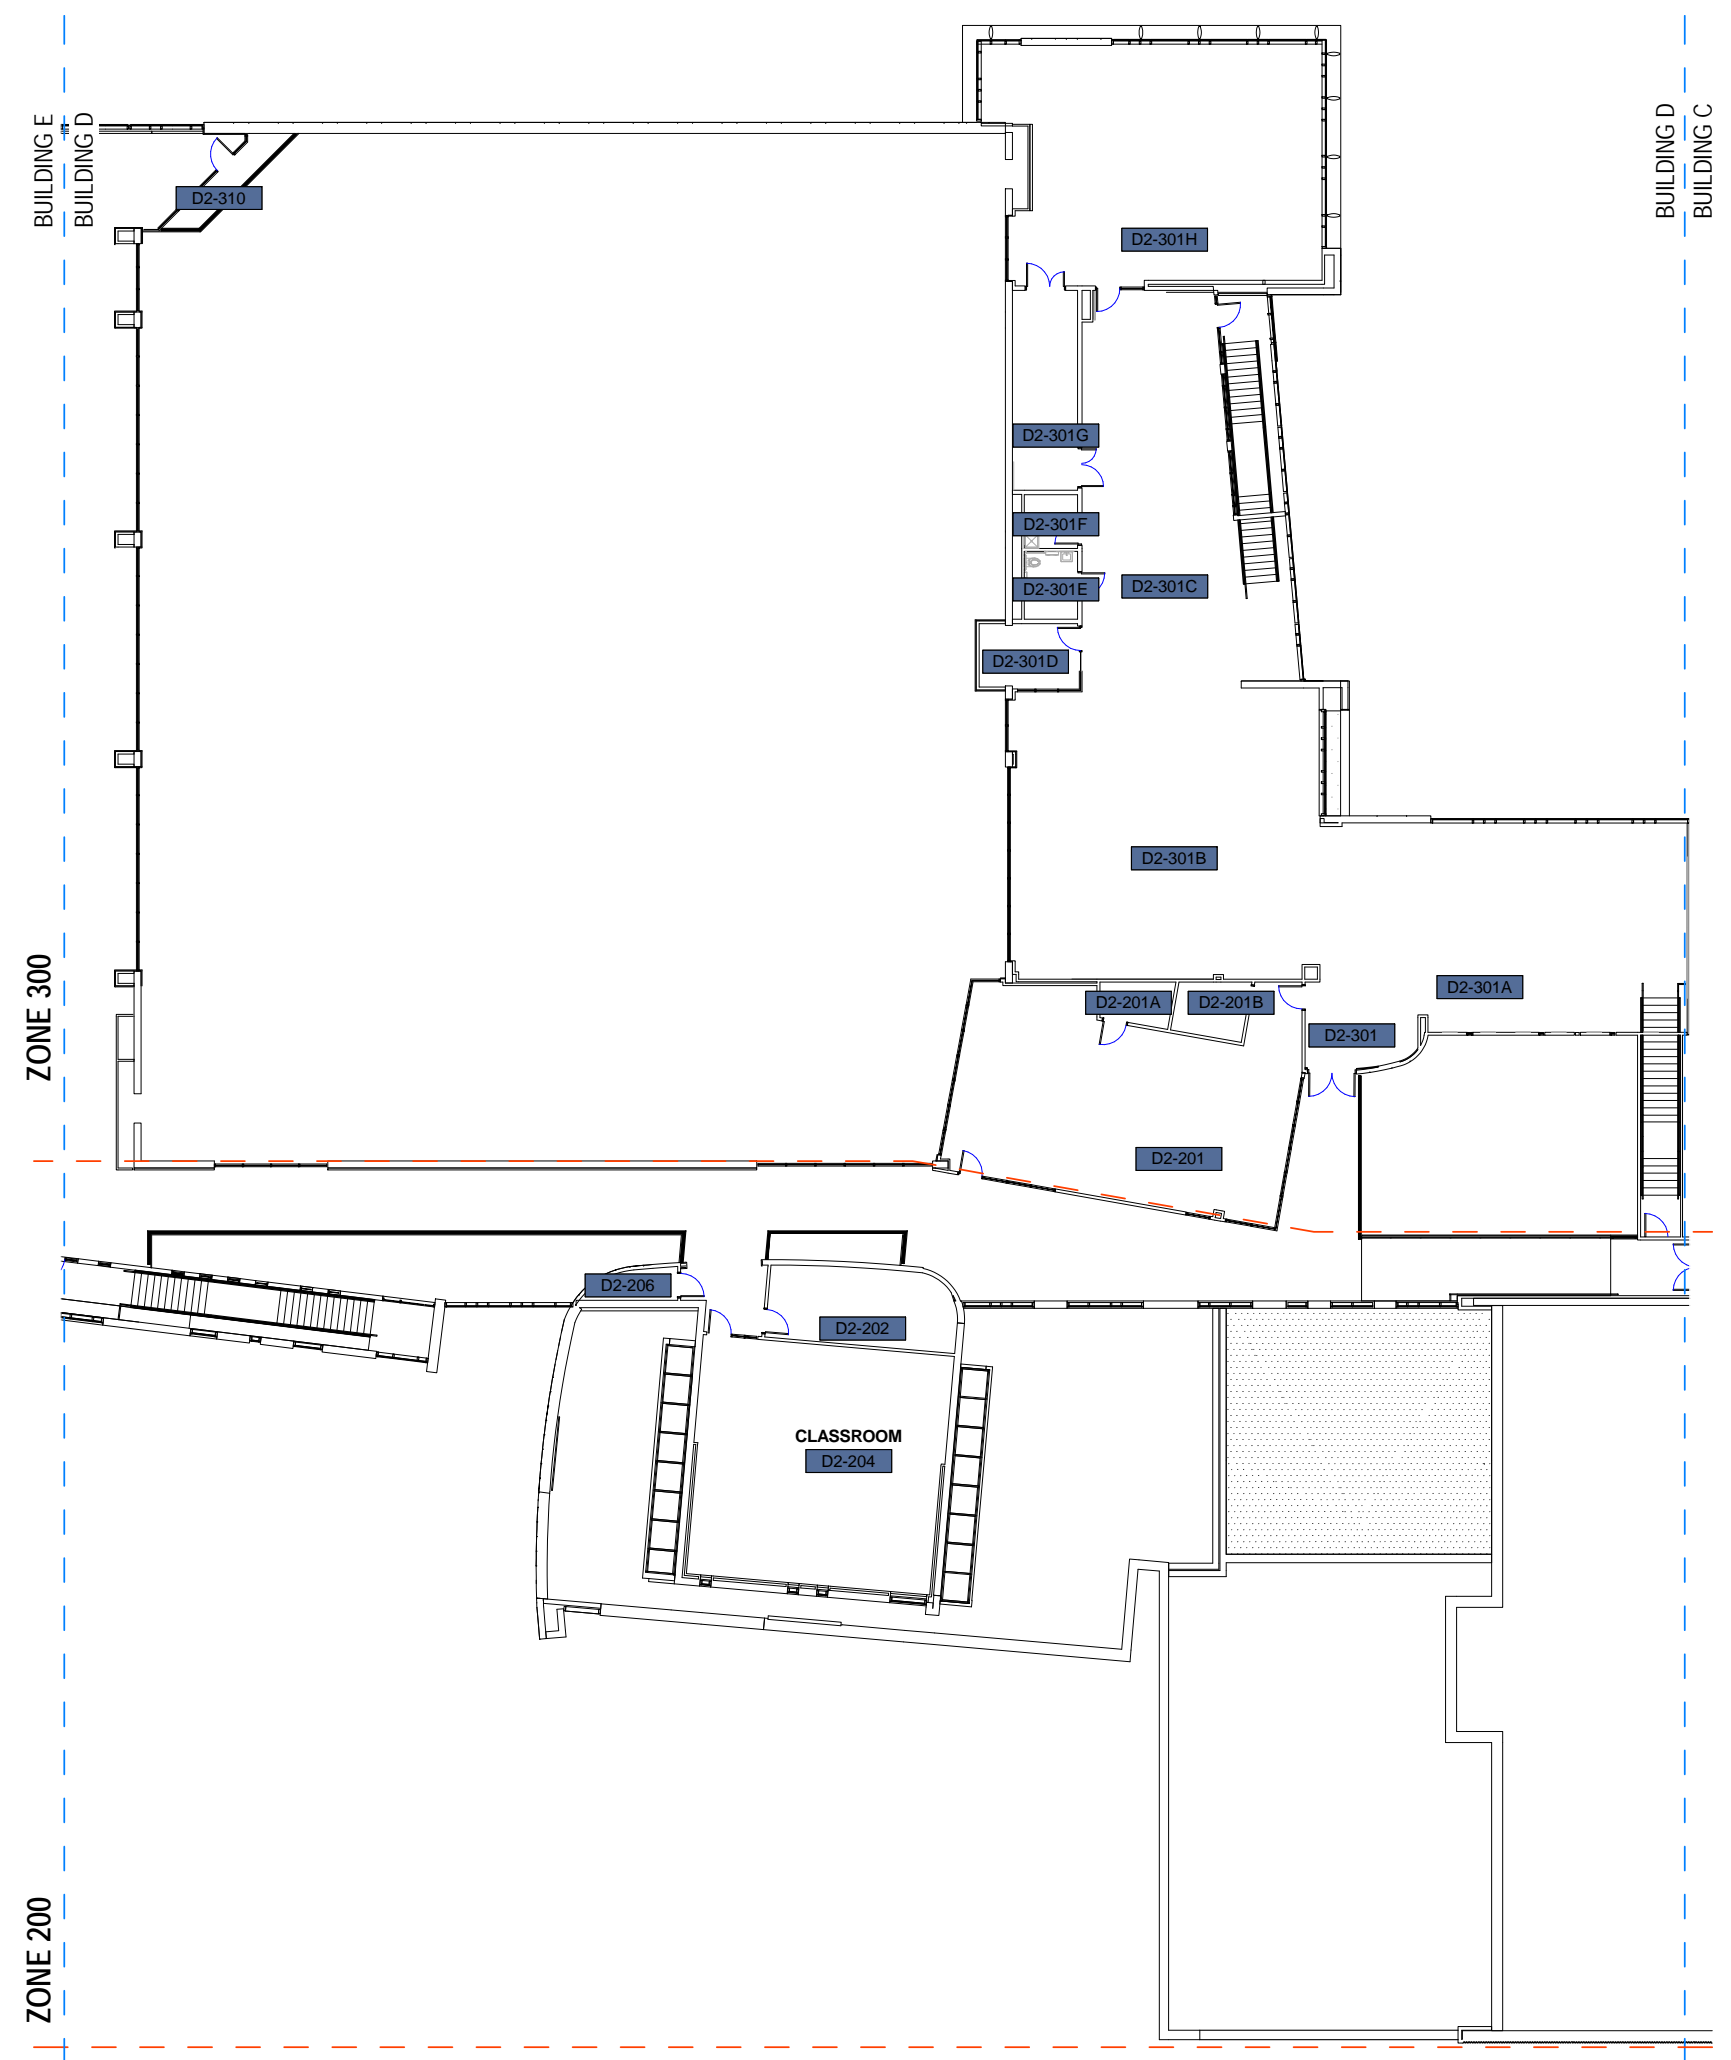 BUILDING E
BUILDING D
BUILDING D
BUILDING C
D2-310
D2-301H
D2-301G
D2-301F
D2-301E
D2-301C
D2-301D
D2-301B
D2-301A
D2-201A
D2-201B
D2-301
ZONE 300
D2-201
D2-206
D2-202
CLASSROOM
D2-204
ZONE 200